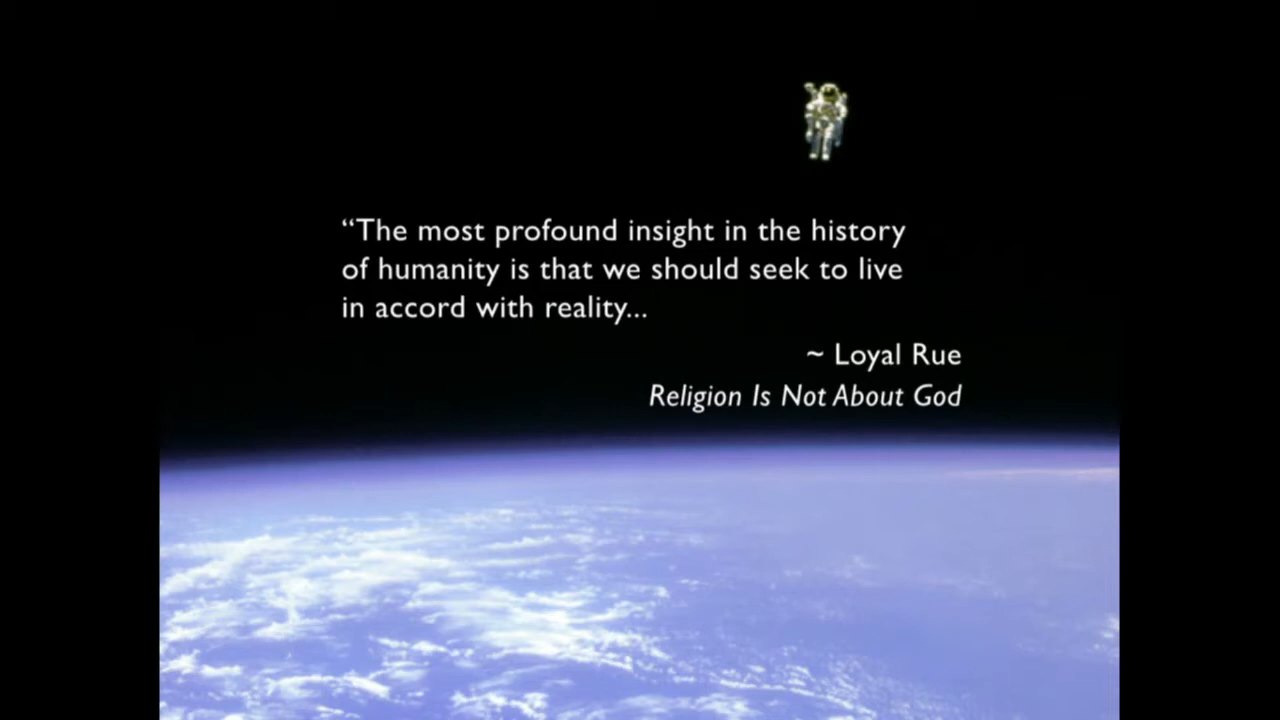 “The most profound insight in the history
of humanity is that we should seek to live
in accord with reality...
~ Loyal Rue
Religion Is Not About God